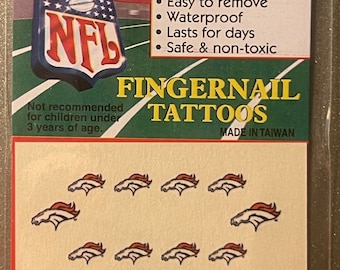 • Easy to remove
• Waterproof
• Lasts for days
• Safe & non-toxic
NFL
FINGERNAIL
TATTOOS
Not recommended
for children under
3 years of age.
MADE IN TAIWAN